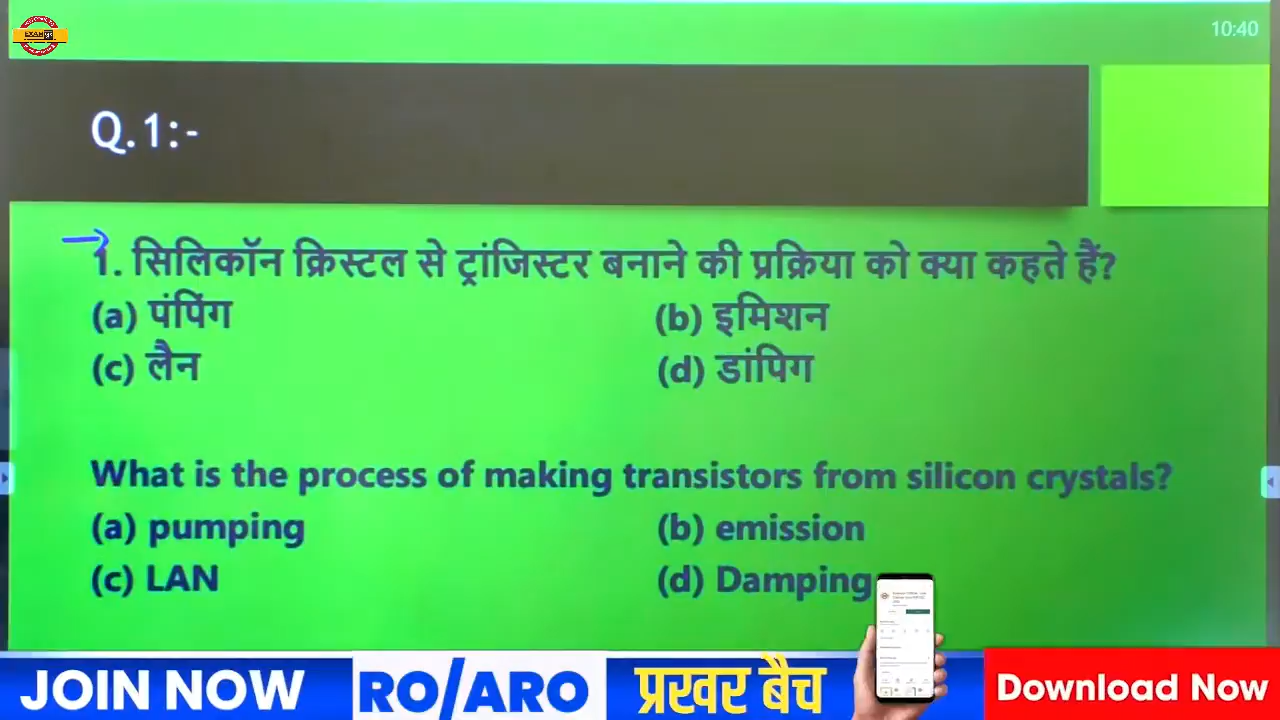 10:40
Q.1:-
1. सिलिकॉन क्रिस्टल से ट्रांजिस्टर बनाने की प्रक्रिया को क्या कहते हैं?
(a) पंपिंग (b) इमिशन
(c) लैन (d) डांपिग
What is the process of making transistors from silicon crystals?
(a) pumping (b) emission
(c) LAN (d) Damping
JOIN NOW RO/ARO प्रखर बैच Download Now